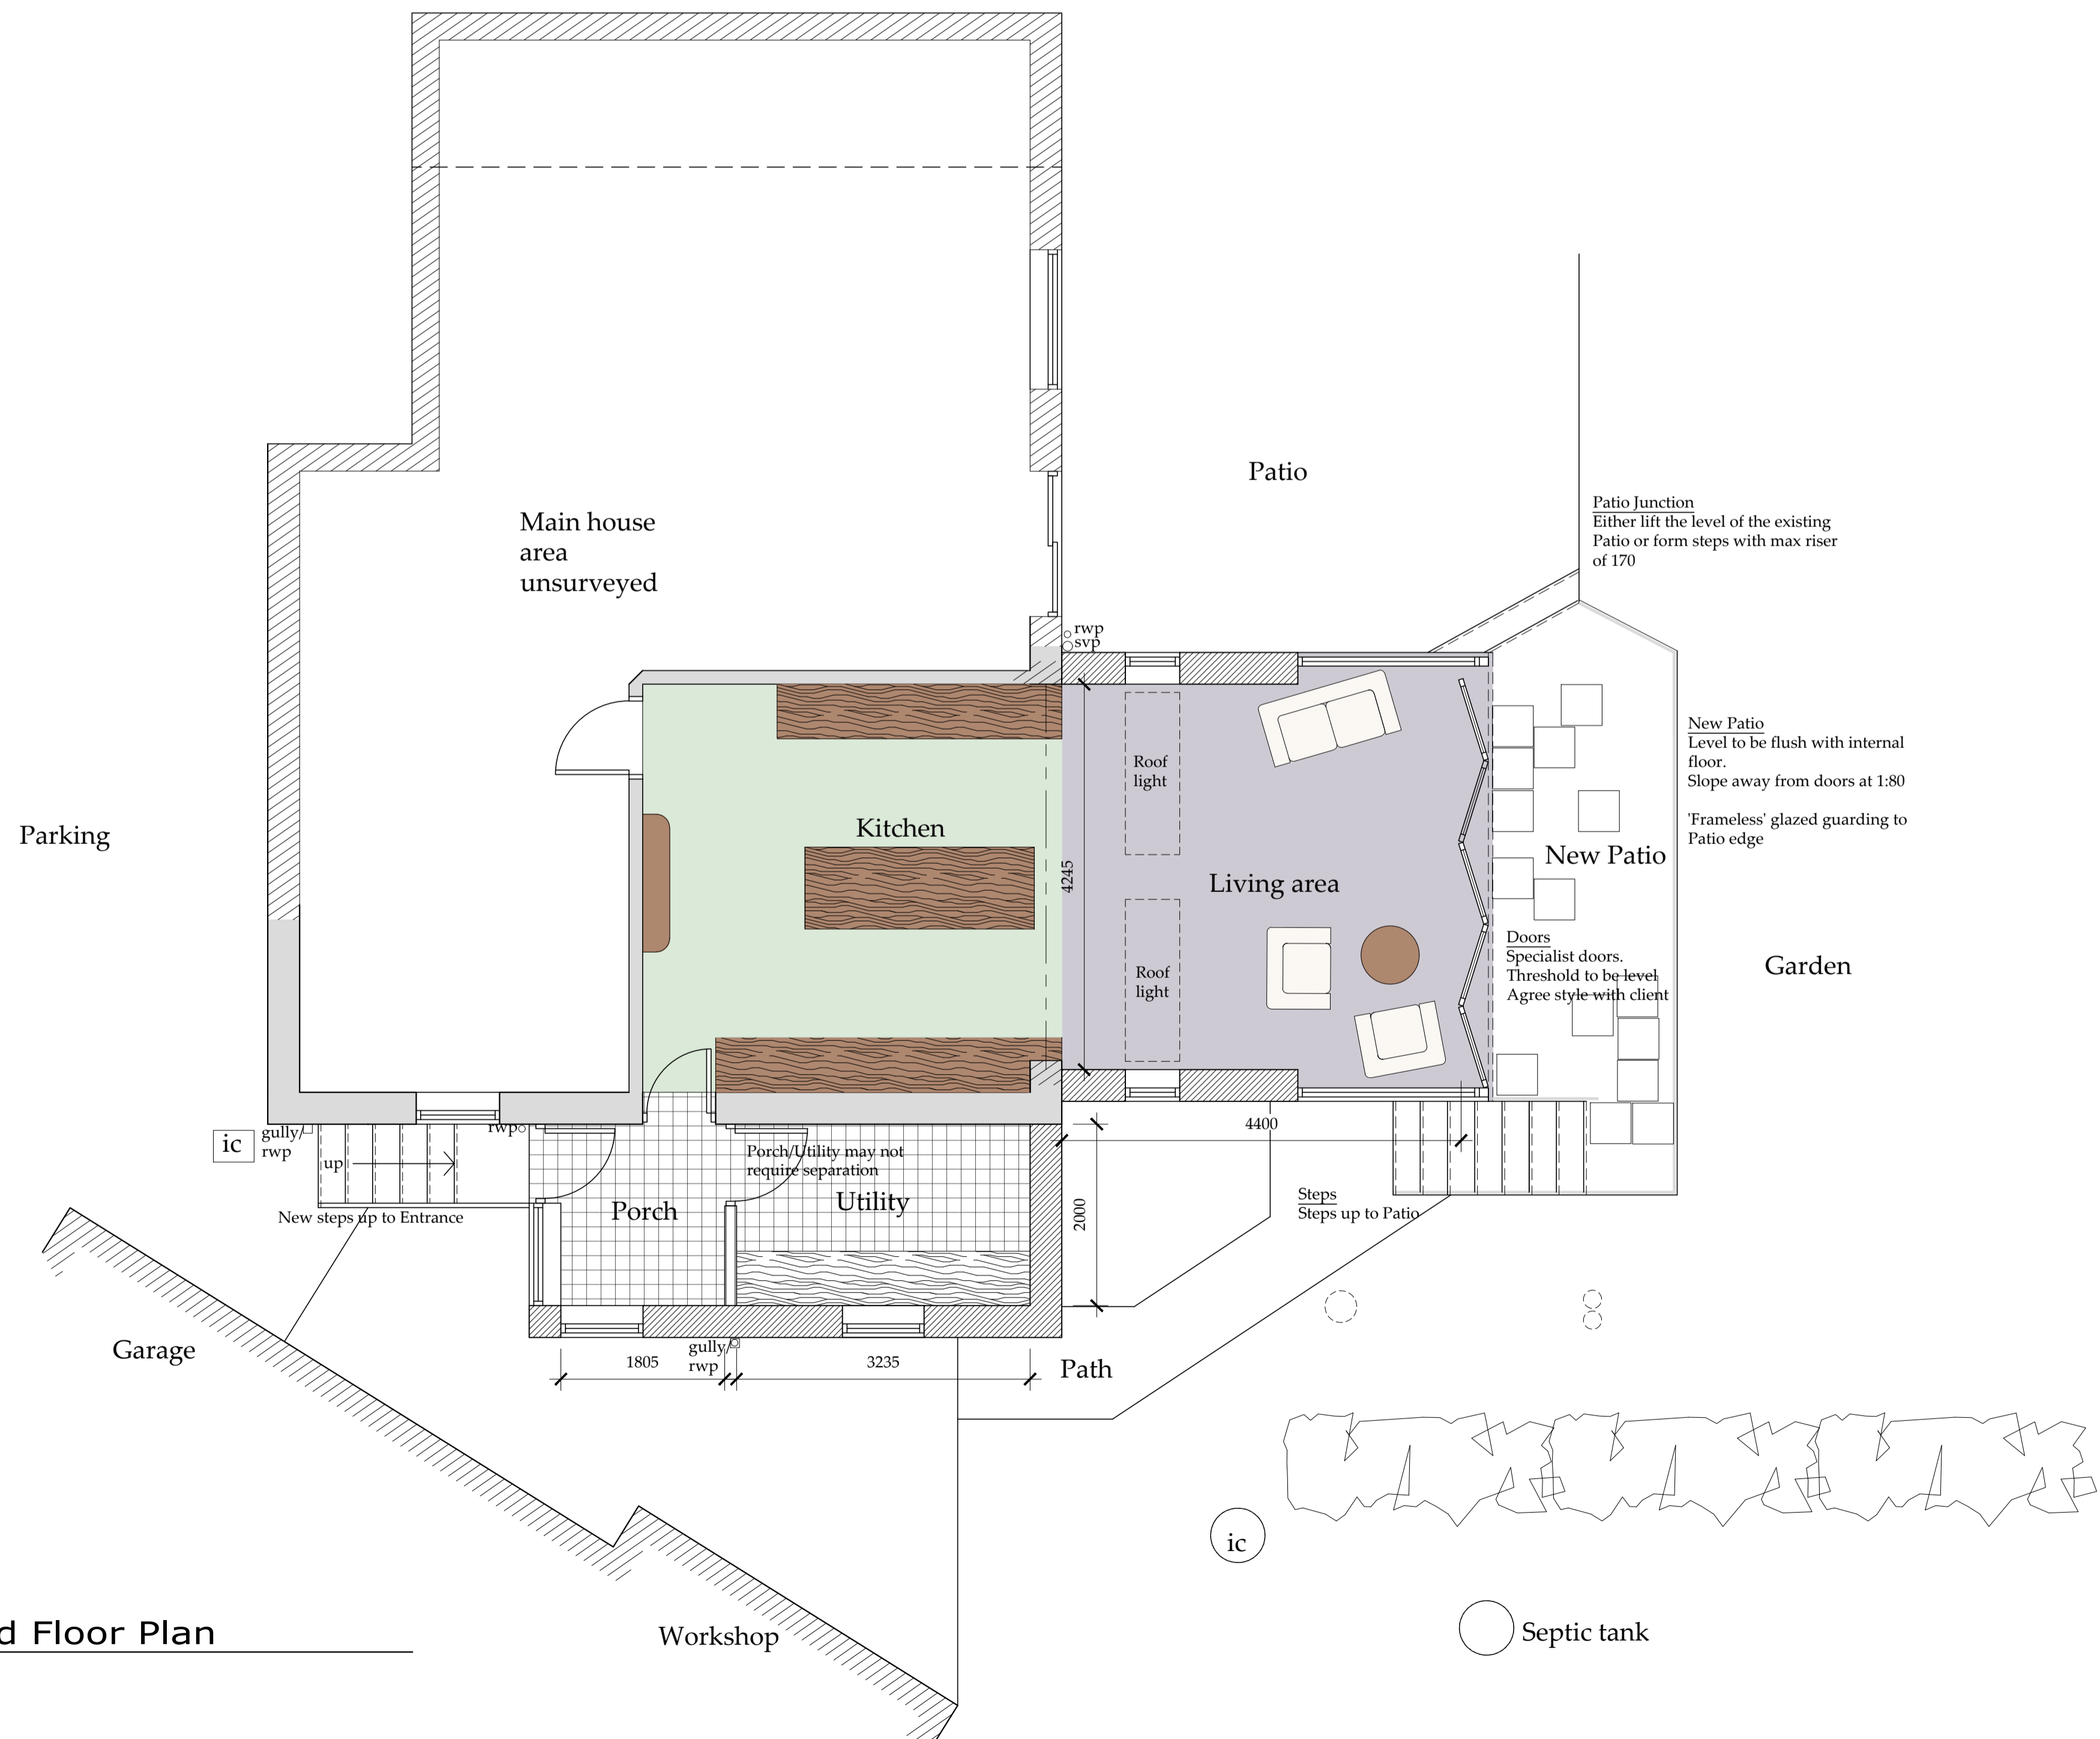 Patio
Patio Junction
Either lift the level of the existing
Patio or form steps with max riser
of 170
Main house
area
unsurveyed
rwp
svp
New Patio
Level to be flush with internal
floor.
Slope away from doors at 1:80
'Frameless' glazed guarding to
Patio edge
Roof
light
Parking
Kitchen
4245
Living area
New Patio
Doors
Specialist doors.
Threshold to be level
Agree style with client
Garden
Roof
light
ic
gully/
rwp
rwp
up
New steps up to Entrance
Porch/Utility may not
require separation
Porch
Utility
4400
2000
Steps
Steps up to Patio
Garage
1805
gully/
rwp
3235
Path
ic
d Floor Plan
Workshop
Septic tank